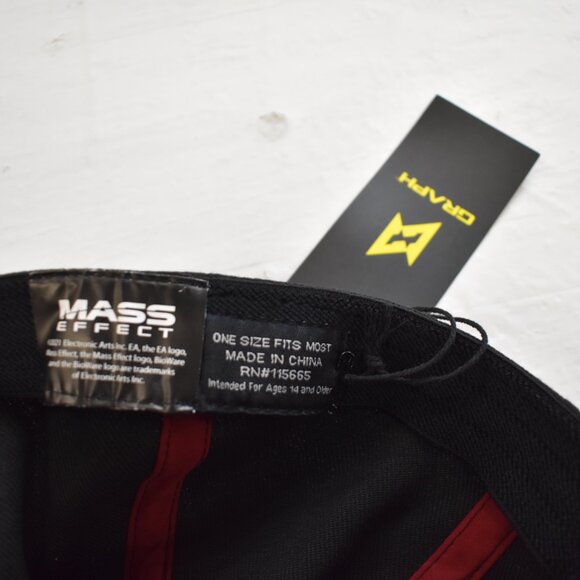 GRAPH
MASS
EFFECT
©2021 Electronic Arts Inc. EA, the EA logo,
Mass Effect, the Mass Effect logo, BioWare
and the BioWare logo are trademarks
of Electronic Arts Inc.
ONE SIZE FITS MOST
MADE IN CHINA
RN#115665
Intended For Ages 14 and Older